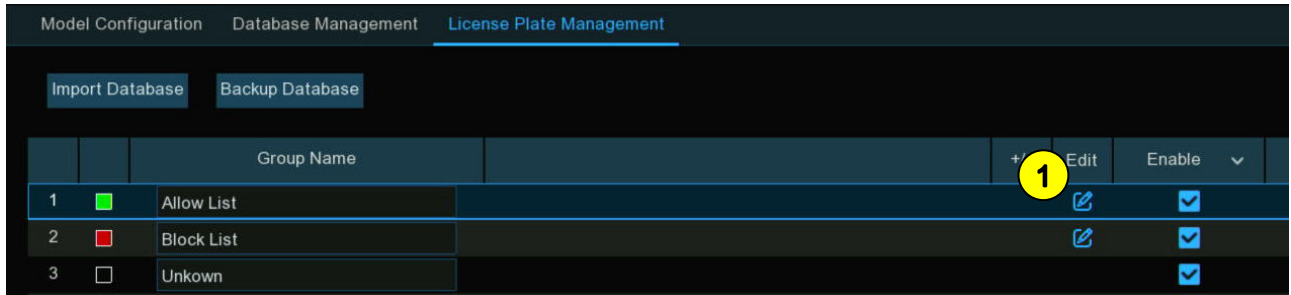 Model Configuration Database Management License Plate Management
Import Database Backup Database
Group Name +/ Edit Enable
1
1 Allow List
2 Block List
3 Unkown